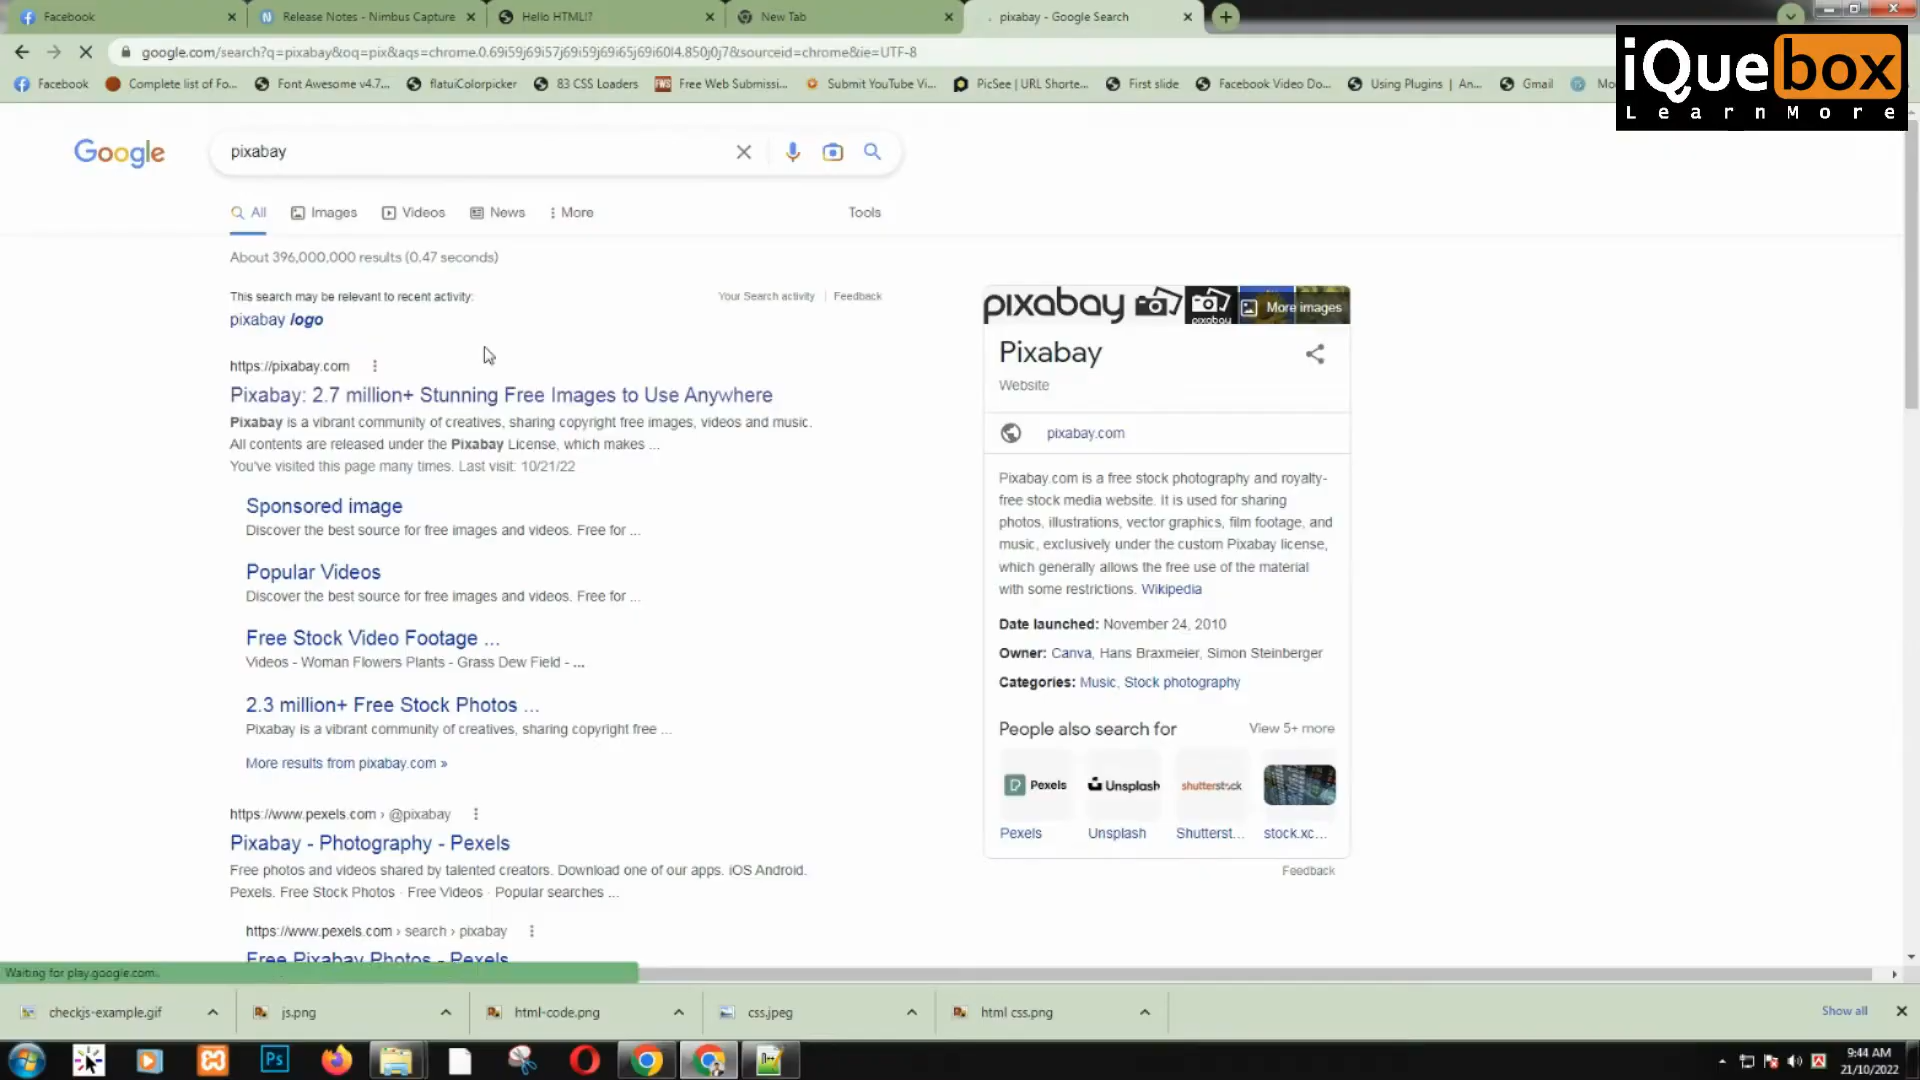 Facebook
Release Notes - Nimbus Capture
Hello HTML!?
New Tab
pixabay - Google Search
google.com/search?q=pixabay&oq=pix&aqs=chrome.0.69i59j69i57j69i59j69i65j69i60l4.850j0j7&sourceid=chrome&ie=UTF-8
Facebook
Complete list of Fo...
Font Awesome v4.7...
flatuiColorpicker
83 CSS Loaders
FWS
Free Web Submissi...
Submit YouTube Vi...
PicSee | URL Shorte...
First slide
Facebook Video Do...
Using Plugins | An...
Gmail
Mo
iQuebox
LearnMore
Google
pixabay
All
Images
Videos
News
More
Tools
About 396,000,000 results (0.47 seconds)
This search may be relevant to recent activity:
Your Search activity
Feedback
pixabay logo
https://pixabay.com
Pixabay: 2.7 million+ Stunning Free Images to Use Anywhere
Pixabay is a vibrant community of creatives, sharing copyright free images, videos and music.
All contents are released under the Pixabay License, which makes ...
You've visited this page many times. Last visit: 10/21/22
Sponsored image
Discover the best source for free images and videos. Free for ...
Popular Videos
Discover the best source for free images and videos. Free for ...
Free Stock Video Footage ...
Videos - Woman Flowers Plants - Grass Dew Field - ...
2.3 million+ Free Stock Photos ...
Pixabay is a vibrant community of creatives, sharing copyright free ...
More results from pixabay.com »
https://www.pexels.com › @pixabay
Pixabay - Photography - Pexels
Free photos and videos shared by talented creators. Download one of our apps. iOS Android.
Pexels. Free Stock Photos · Free Videos · Popular searches ...
https://www.pexels.com › search › pixabay
Free Pixabay Photos - Pexels
pixabay
pixabay
More images
Pixabay
Website
pixabay.com
Pixabay.com is a free stock photography and royalty-
free stock media website. It is used for sharing
photos, illustrations, vector graphics, film footage, and
music, exclusively under the custom Pixabay license,
which generally allows the free use of the material
with some restrictions. Wikipedia
Date launched: November 24, 2010
Owner: Canva, Hans Braxmeier, Simon Steinberger
Categories: Music, Stock photography
People also search for
View 5+ more
Pexels
Unsplash
shutterstock
Pexels
Unsplash
Shutterst...
stock.xc...
Feedback
Waiting for play.google.com...
checkjs-example.gif
js.png
html-code.png
css.jpeg
html css.png
Show all
Ps
9:44 AM
21/10/2022